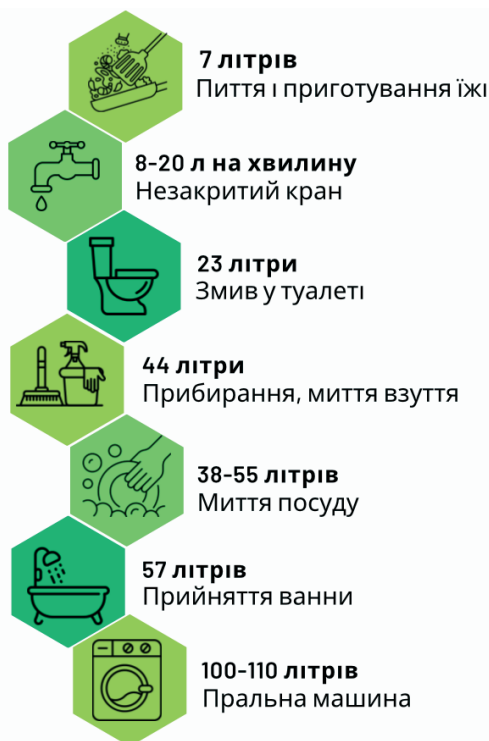 7 літрів
Пиття і приготування їжі
8-20 л на хвилину
Незакритий кран
23 літри
Змив у туалеті
44 літри
Прибирання, миття взуття
38-55 літрів
Миття посуду
57 літрів
Прийняття ванни
100-110 літрів
Пральна машина